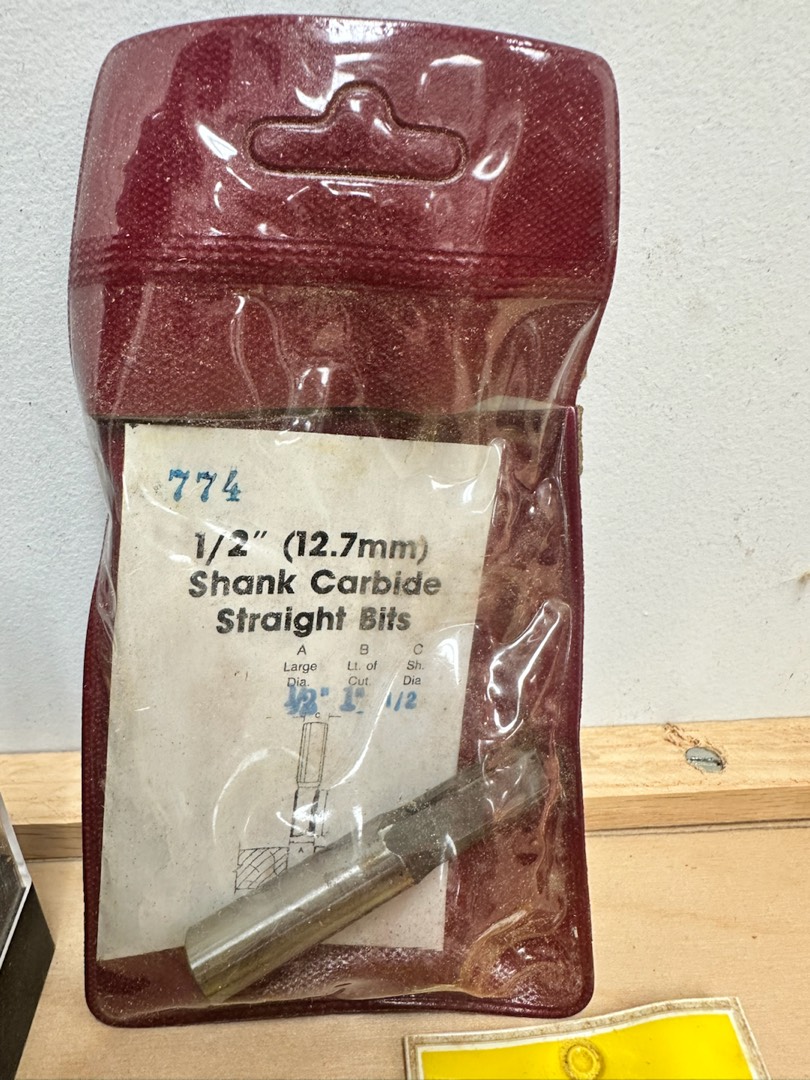 774
1/2" (12.7mm)
Shank Carbide
Straight Bits
A B C
Large Lt. of Sh.
Dia. Cut. Dia
1/2" 1" 1/2
C
A